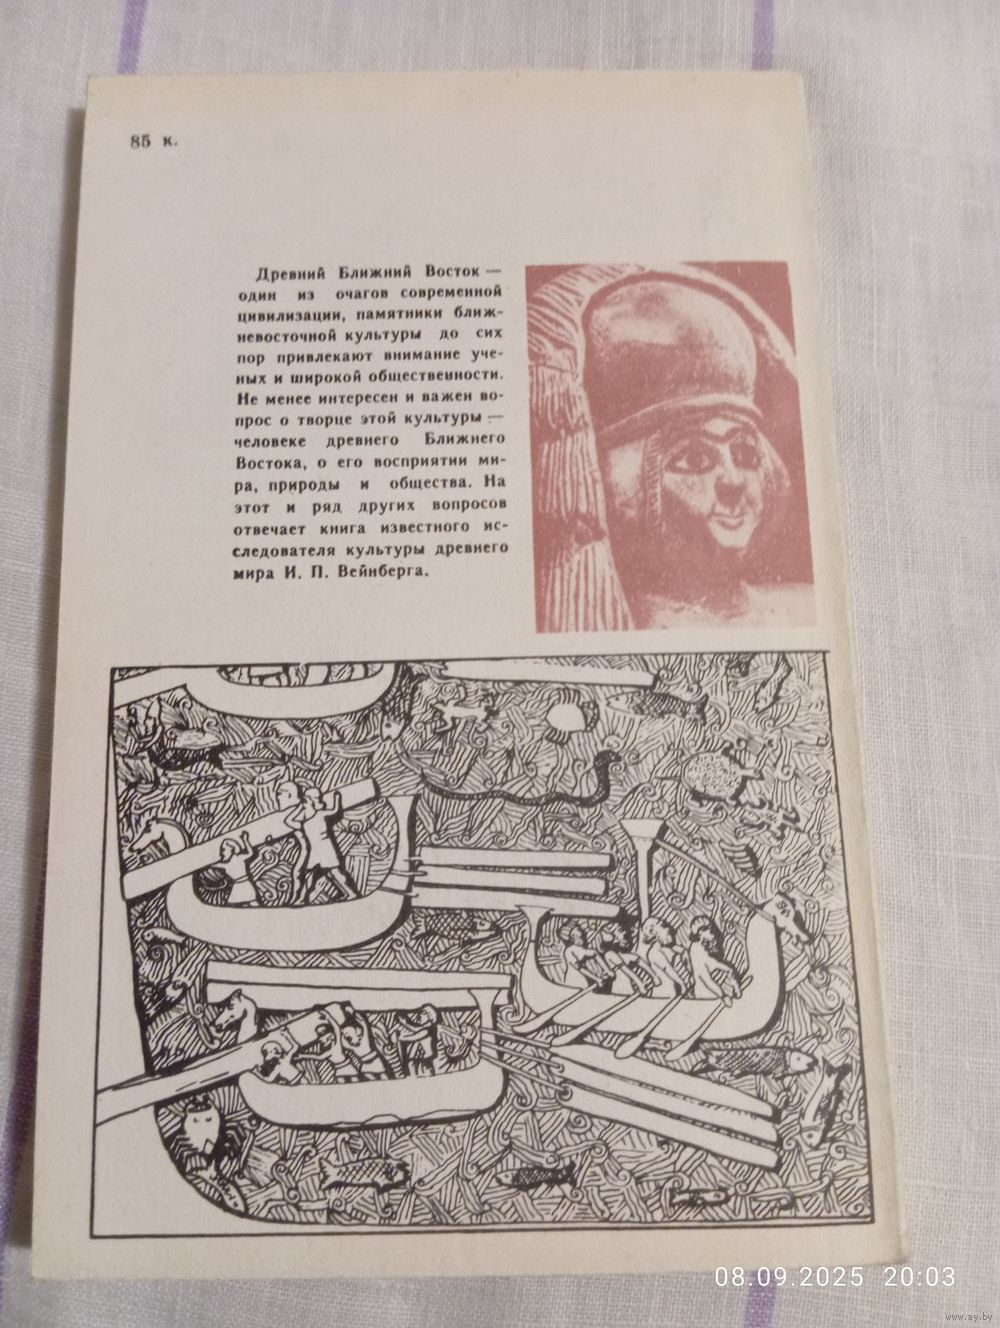 85 к.
Древний Ближний Восток —
один из очагов современной
цивилизации, памятники ближ-
невосточной культуры до сих
пор привлекают внимание уче-
ных и широкой общественности.
Не менее интересен и важен во-
прос о творце этой культуры —
человеке древнего Ближнего
Востока, о его восприятии ми-
ра, природы и общества. На
этот и ряд других вопросов
отвечает книга известного ис-
следователя культуры древнего
мира И. П. Вейнберга.
08.09.2025 20:03
www.ay.by